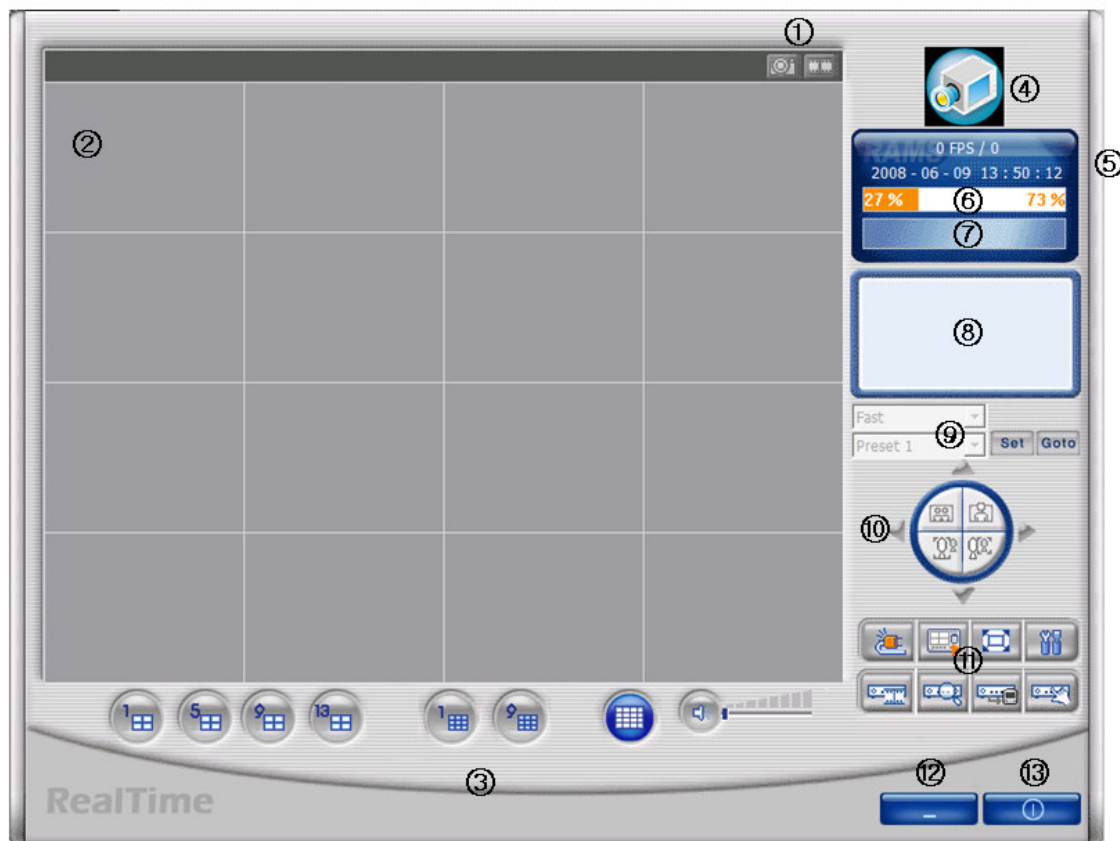 ①
②
④
RAMS
0 FPS / 0
⑤
2008 - 06 - 09 13 : 50 : 12
27 % ⑥ 73 %
⑦
⑧
Fast
⑨
Preset 1 Set Goto
⑩
⑪
1 5 9 13 1 9
③
RealTime
⑫ ⑬